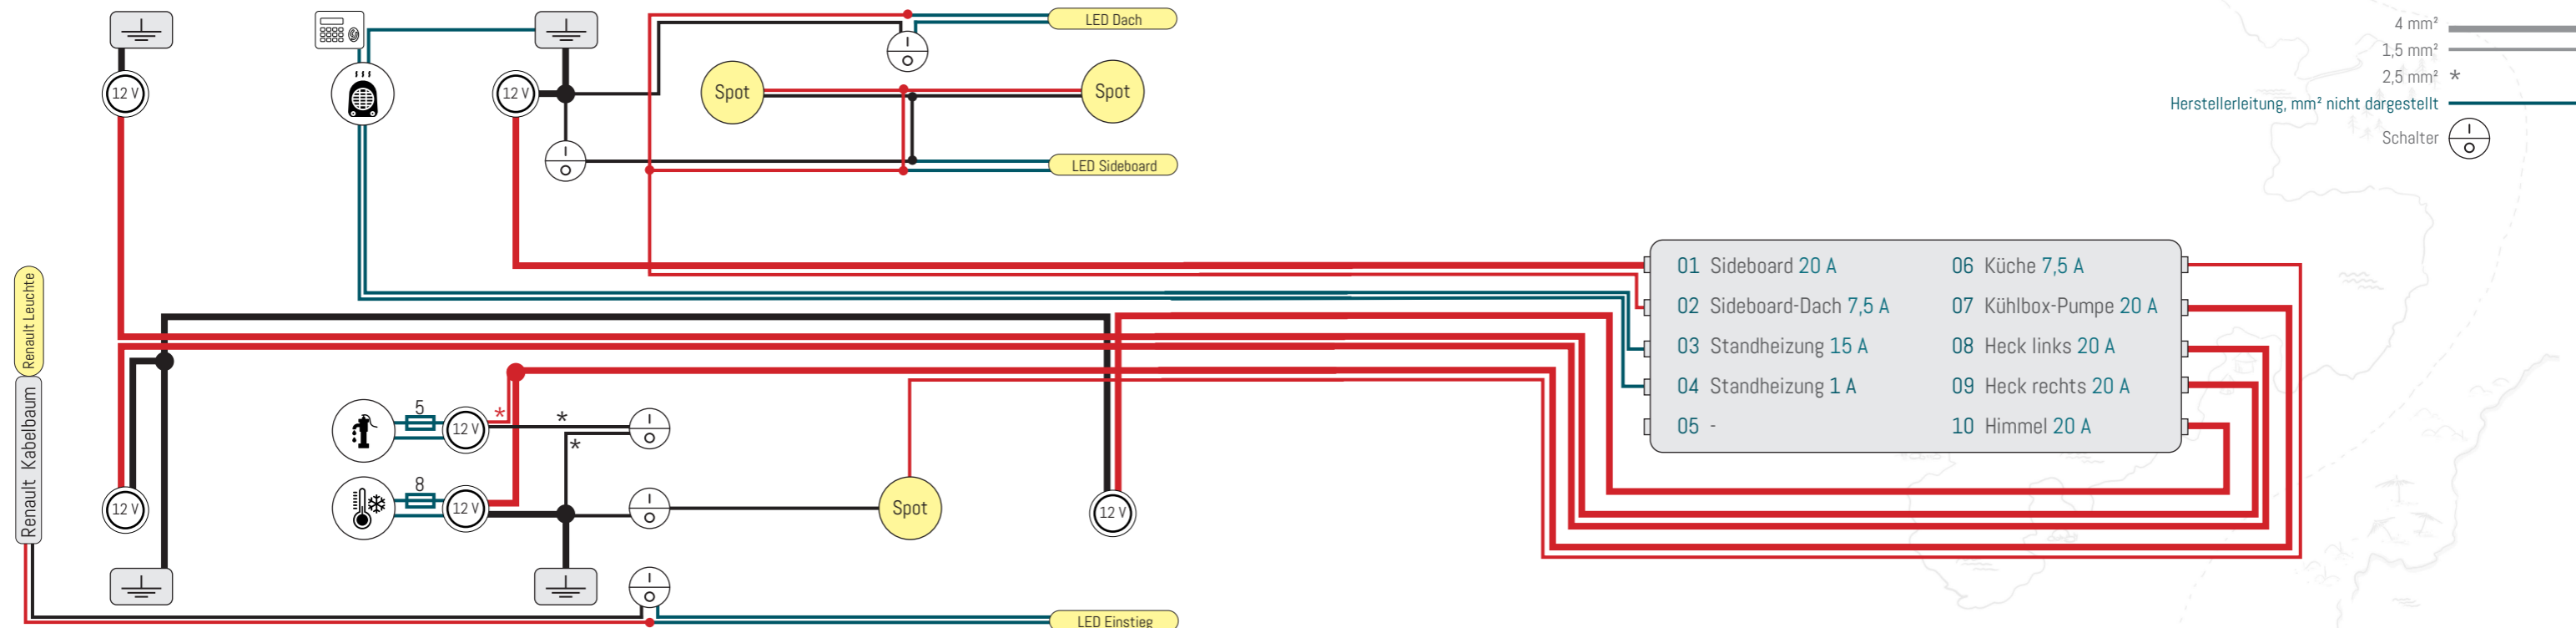 LED Dach
4 mm²
1,5 mm²
2,5 mm² *
Herstellerleitung, mm² nicht dargestellt
Schalter
I
O
12 V
12 V
I
O
Spot
Spot
I
O
LED Sideboard
I
O
01 Sideboard 20 A
02 Sideboard-Dach 7,5 A
03 Standheizung 15 A
04 Standheizung 1 A
05 -
06 Küche 7,5 A
07 Kühlbox-Pumpe 20 A
08 Heck links 20 A
09 Heck rechts 20 A
10 Himmel 20 A
Renault Leuchte
Renault Kabelbaum
5
12 V
*
*
*
I
O
8
12 V
12 V
I
O
Spot
12 V
I
O
LED Einstieg